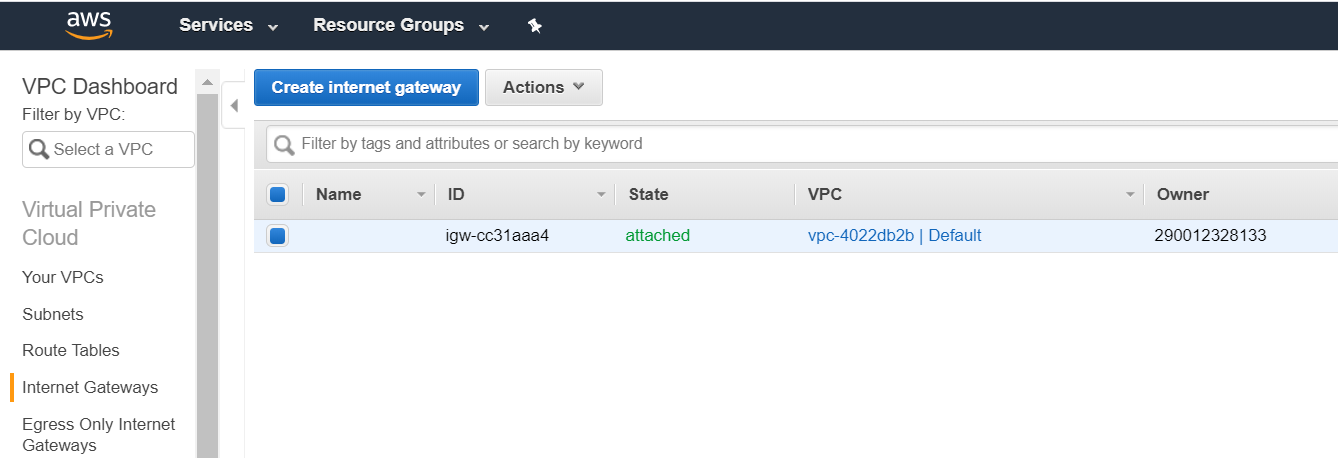 aws Services Resource Groups
VPC Dashboard
Filter by VPC:
Select a VPC
Virtual Private
Cloud
Your VPCs
Subnets
Route Tables
Internet Gateways
Egress Only Internet
Gateways
Create internet gateway Actions
Filter by tags and attributes or search by keyword
Name ID State VPC Owner
igw-cc31aaa4 attached vpc-4022db2b | Default 290012328133